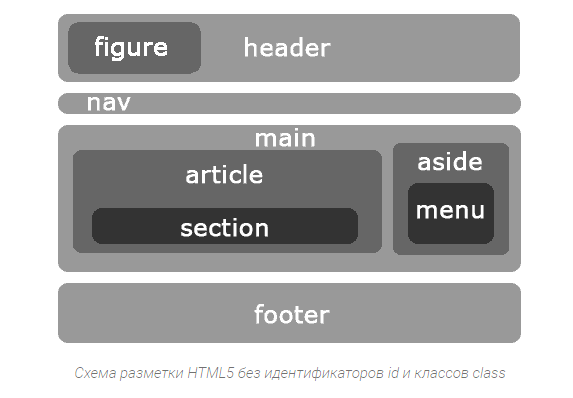 figure
header
nav
main
article
aside
section
menu
footer
Схема разметки HTML5 без идентификаторов id и классов class